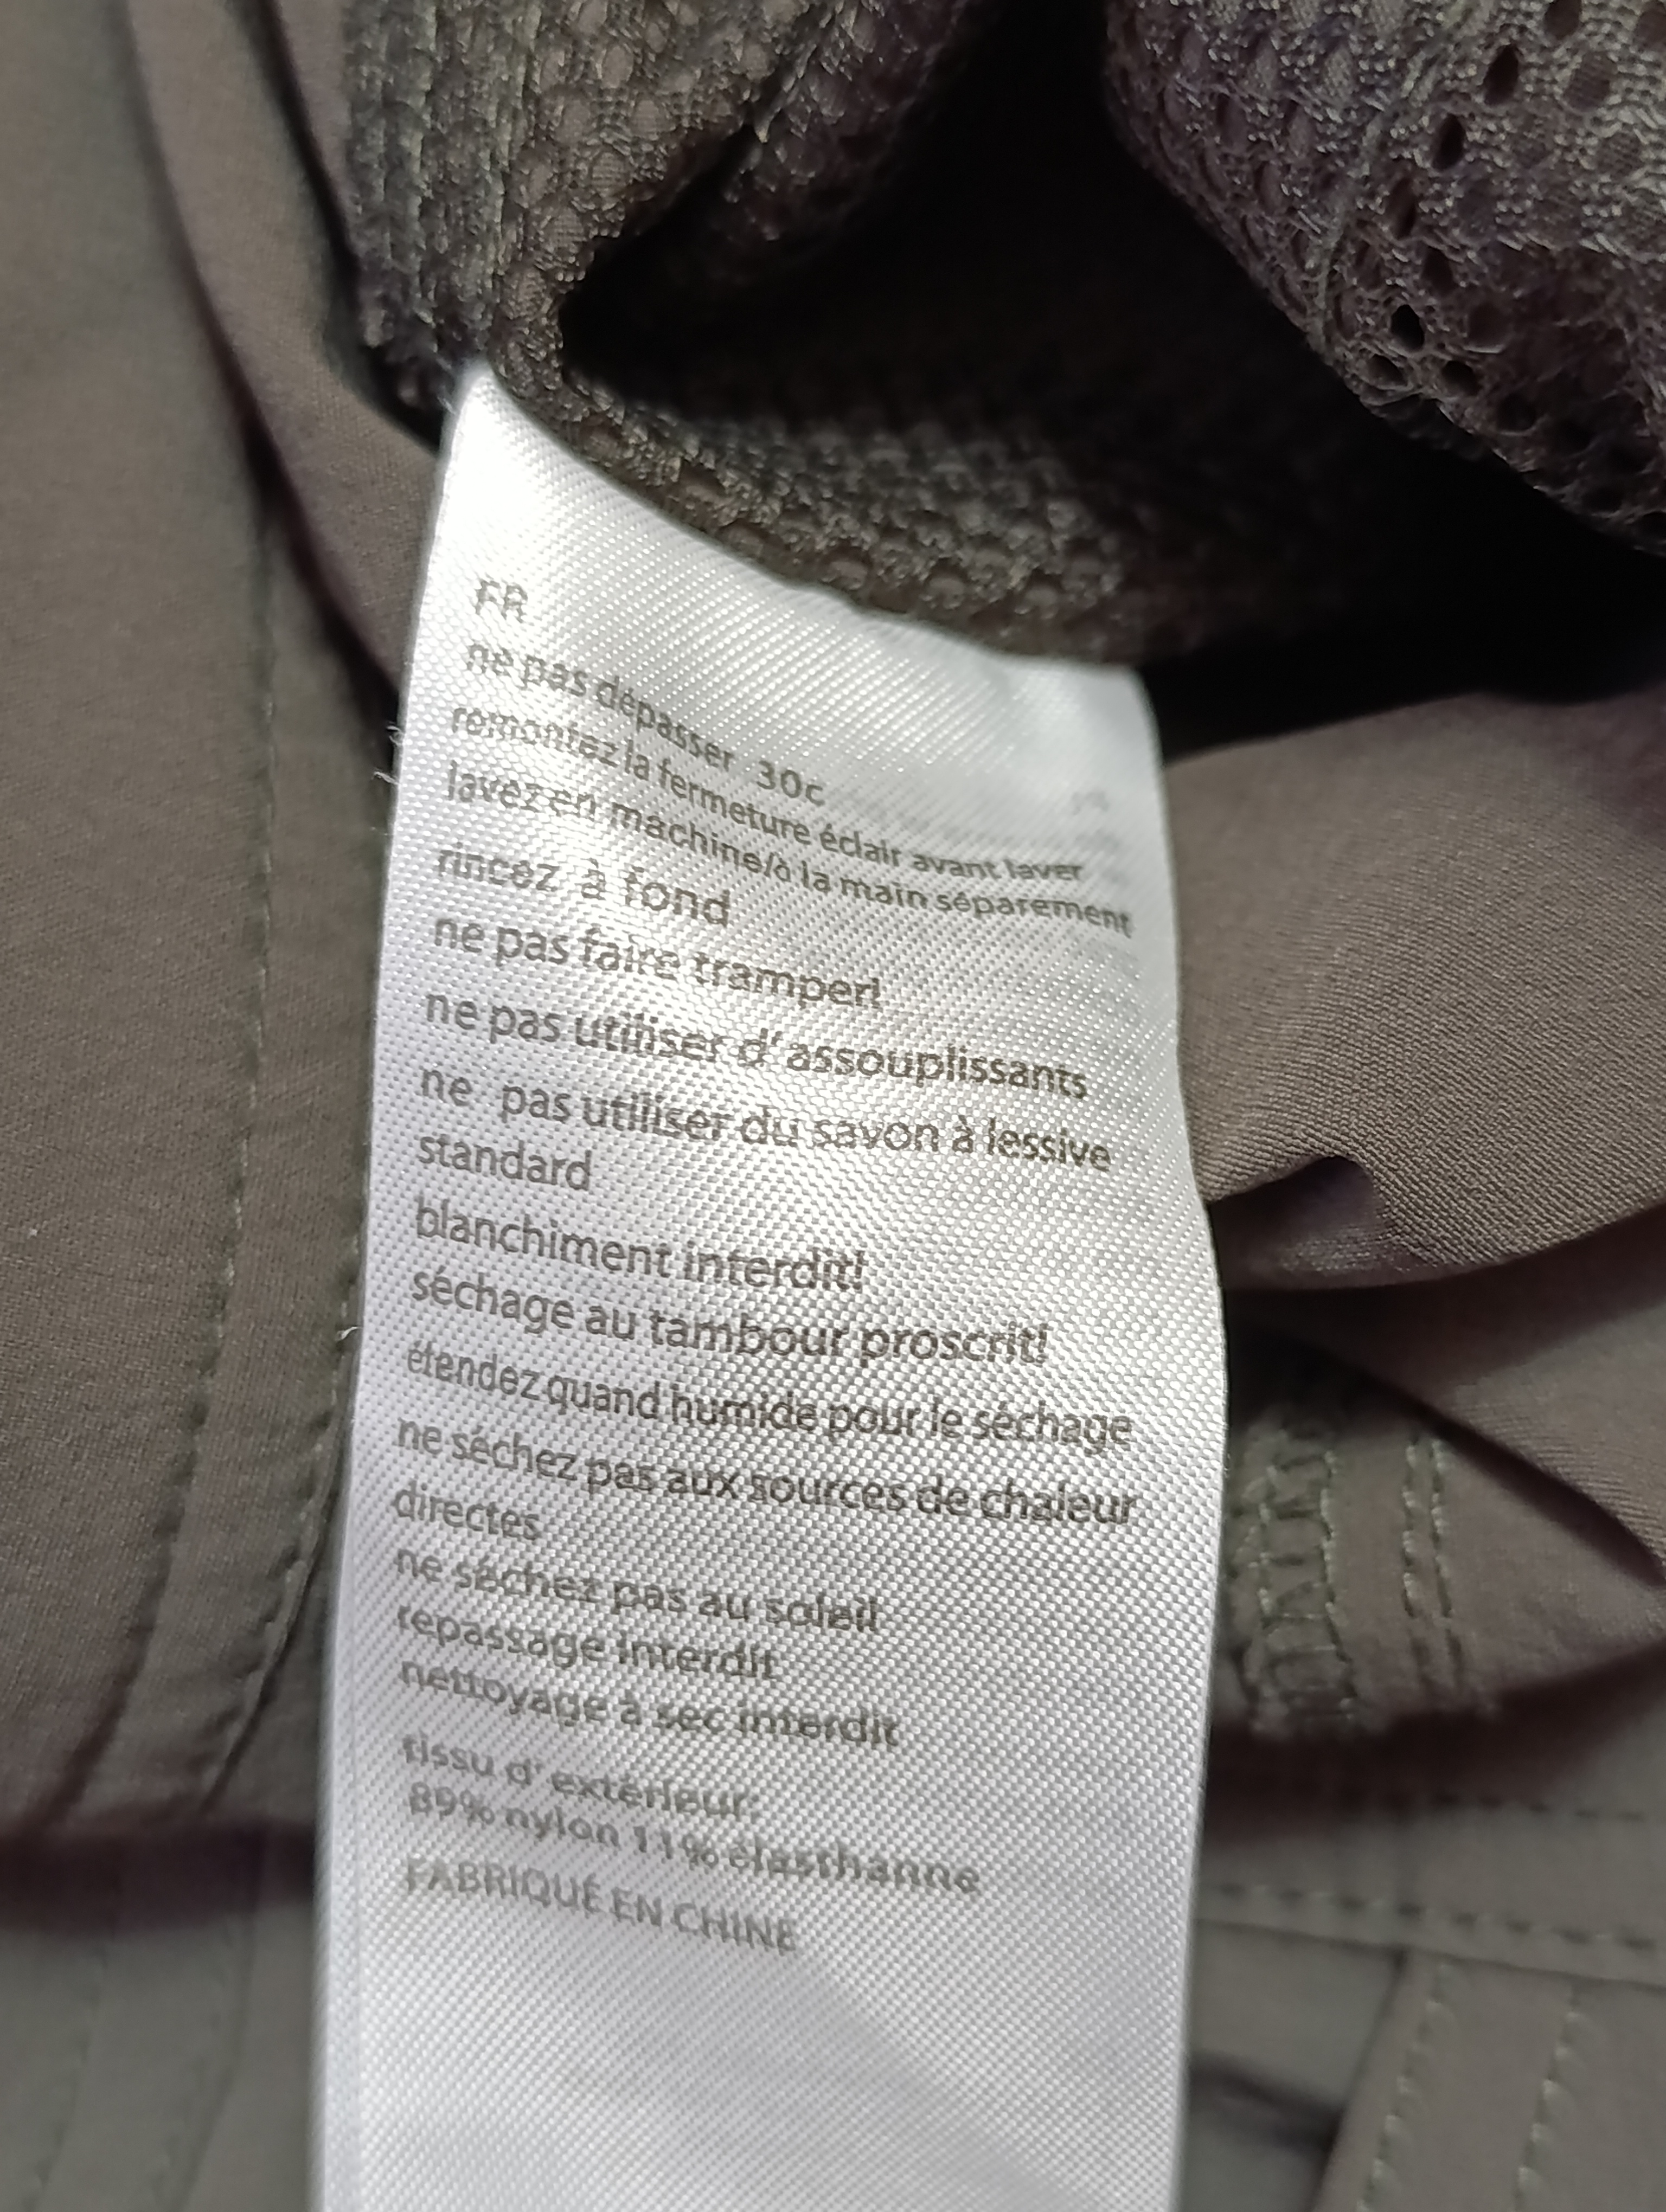 FR
ne pas dépasser 30c
remontez la fermeture éclair avant laver
lavez en machine/à la main séparement
rincez à fond
ne pas faire tramper!
ne pas utiliser d' assouplissants
ne pas utiliser du savon à lessive
standard
blanchiment interdit!
séchage au tambour proscrit!
étendez quand humide pour le séchage
ne séchez pas aux sources de chaleur
directes
ne séchez pas au soleil
repassage interdit
nettoyage à sec interdit
tissu d' extérieur:
89% nylon 11% élasthanne
FABRIQUÉ EN CHINE